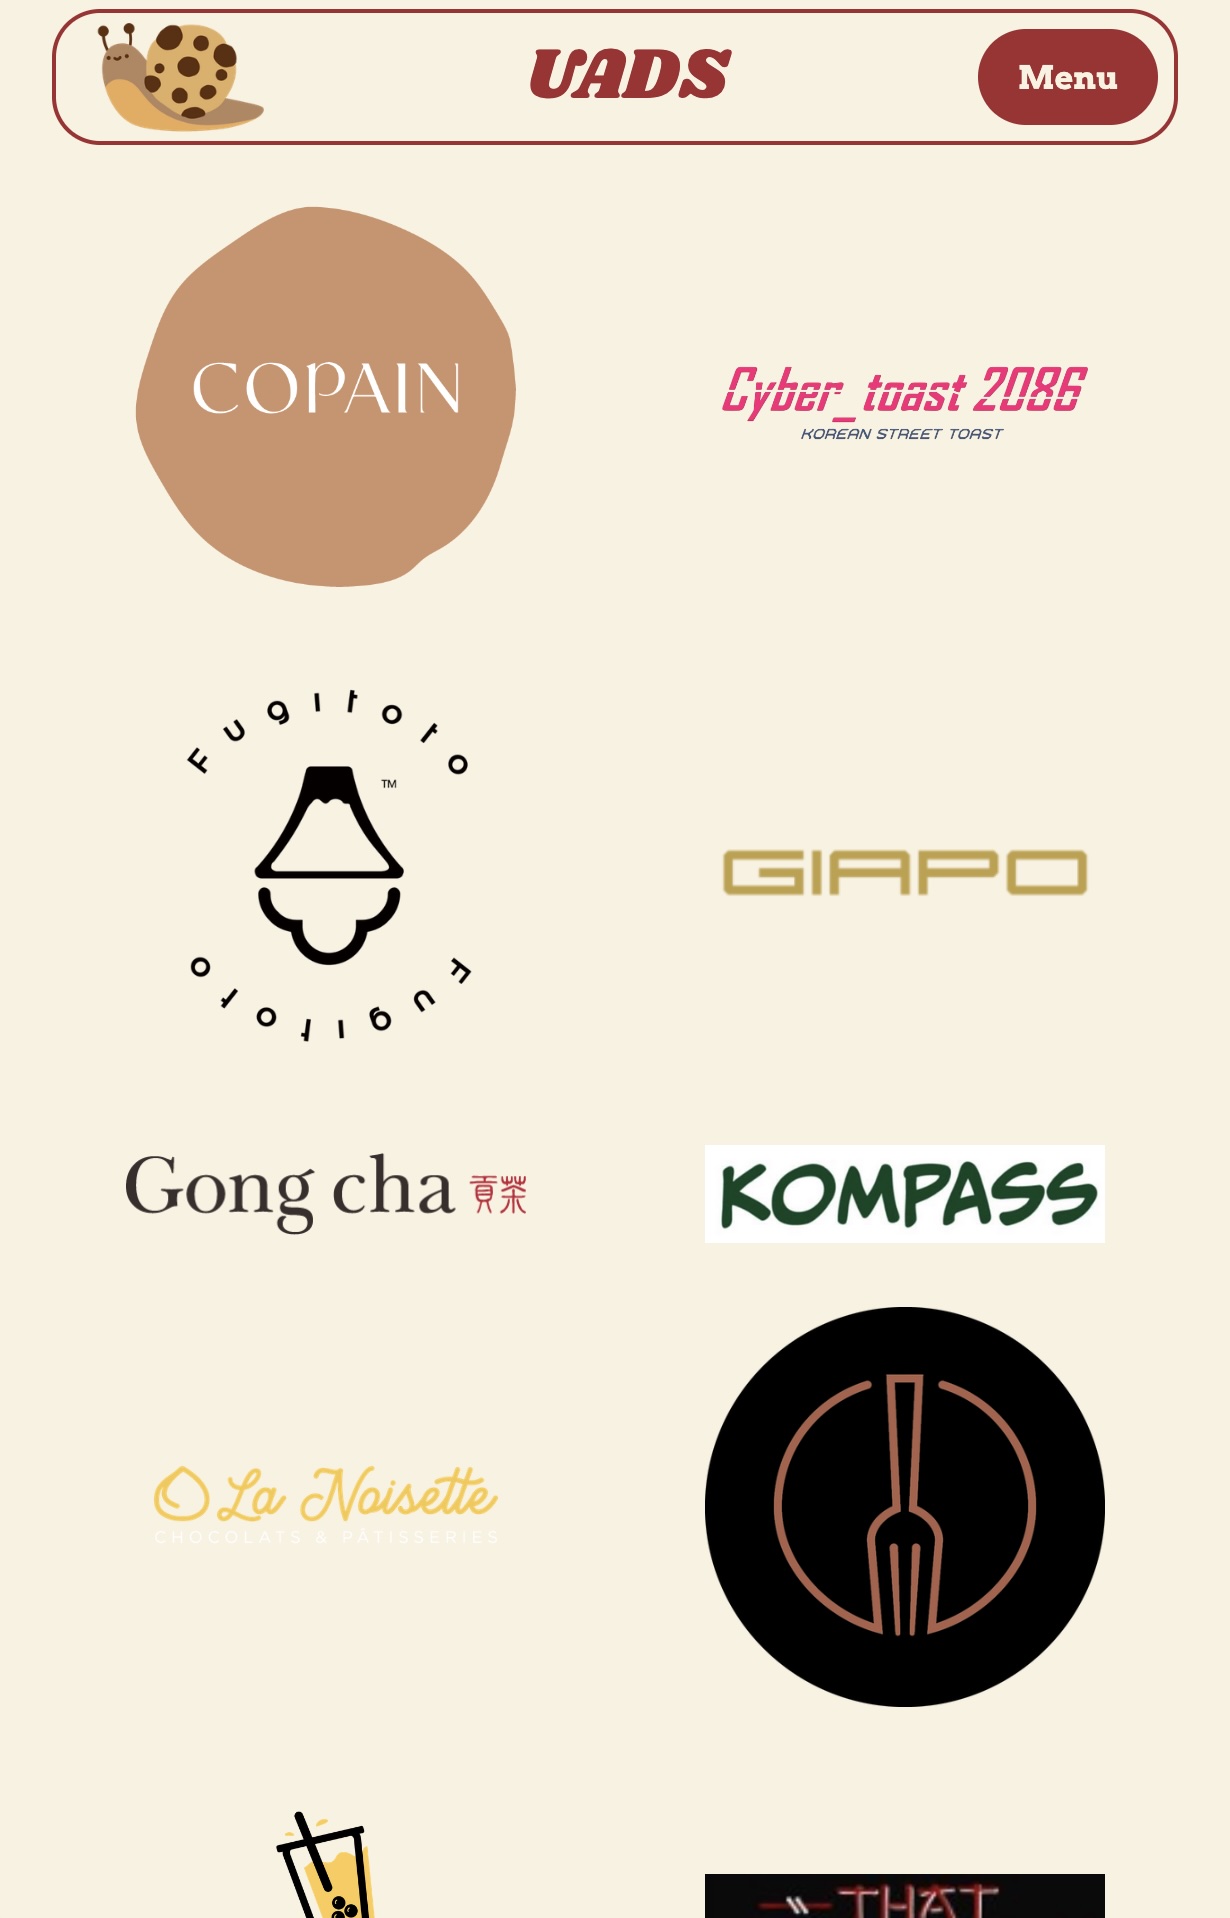 UADS
Menu
COPAIN
Cyber_toast 2086
KOREAN STREET TOAST
Fugitoto
TM
Fugitoto
GIAPO
Gong cha 貢茶
KOMPASS
La Noisette
CHOCOLATS & PÂTISSERIES
THAT